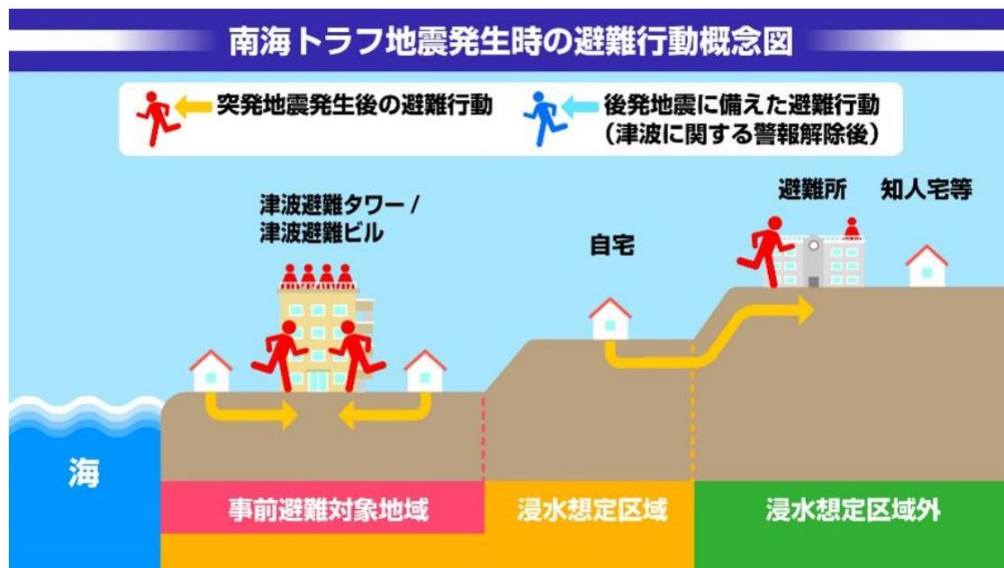 南海トラフ地震発生時の避難行動概念図
突発地震発生後の避難行動
後発地震に備えた避難行動
(津波に関する警報解除後)
津波避難タワー /
津波避難ビル
自宅
避難所
知人宅等
海
事前避難対象地域
浸水想定区域
浸水想定区域外